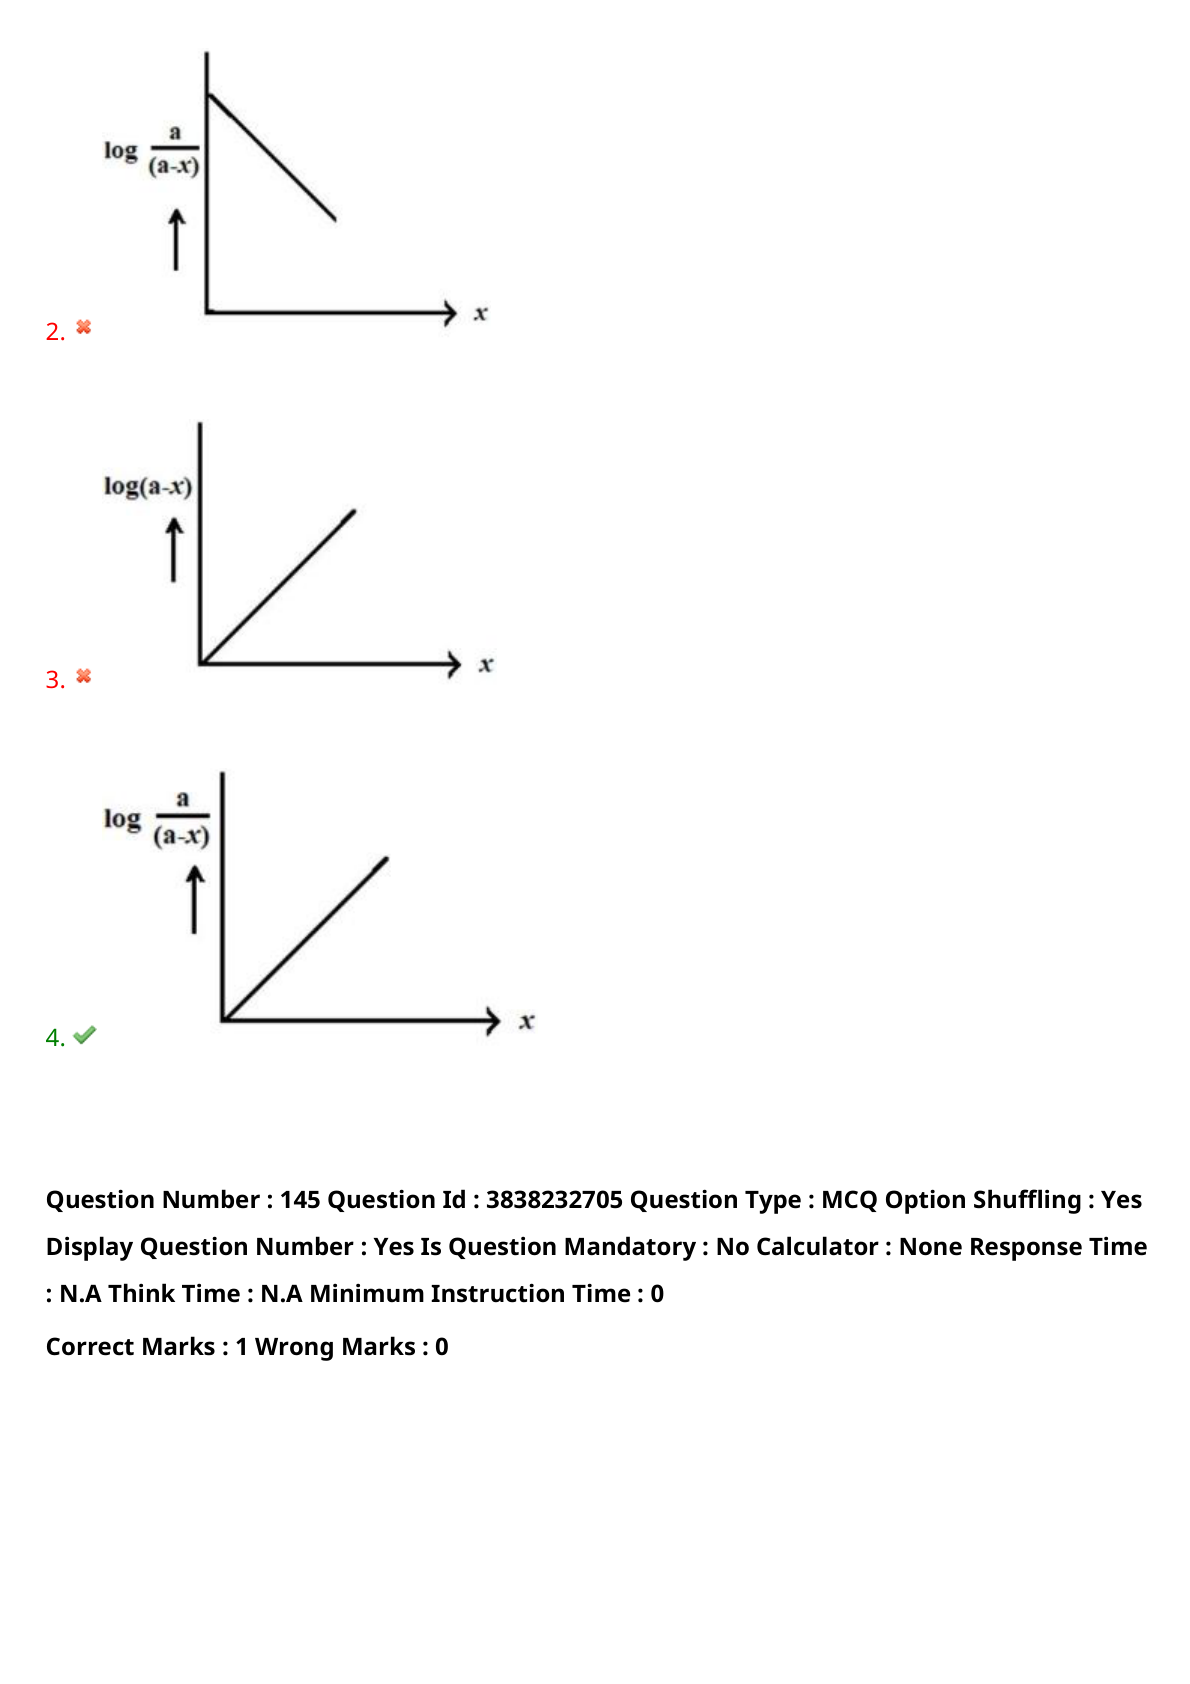 log a
(a-x)
x
2.
log(a-x)
x
3.
log a
(a-x)
x
4.
Question Number : 145 Question Id : 3838232705 Question Type : MCQ Option Shuffling : Yes
Display Question Number : Yes Is Question Mandatory : No Calculator : None Response Time
: N.A Think Time : N.A Minimum Instruction Time : 0
Correct Marks : 1 Wrong Marks : 0